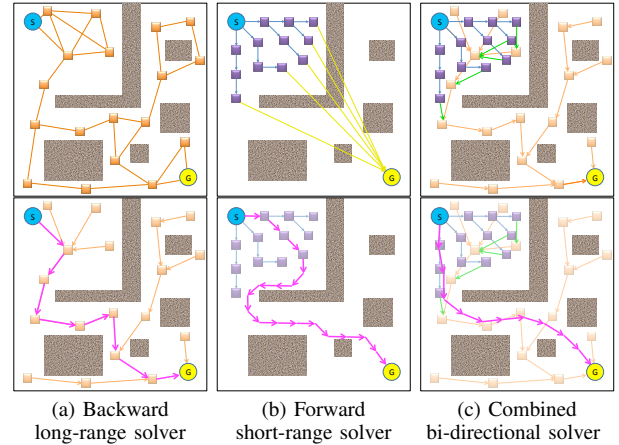 S
S
S
G
G
G
S
S
S
G
G
G
(a) Backward
long-range solver
(b) Forward
short-range solver
(c) Combined
bi-directional solver